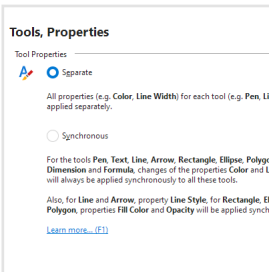 Tools, Properties
Tool Properties
Separate
All properties (e.g. Color, Line Width) for each tool (e.g. Pen,
applied separately.
Synchronous
For the tools Pen, Text, Line, Arrow, Rectangle, Ellipse,
Dimension and Formula, changes of the properties Color and
will always be applied synchronously to all these tools.
Also, for Line and Arrow, property Line Style, for Rectangle,
Polygon, properties Fill Color and Opacity will be applied
Learn more... (F1)